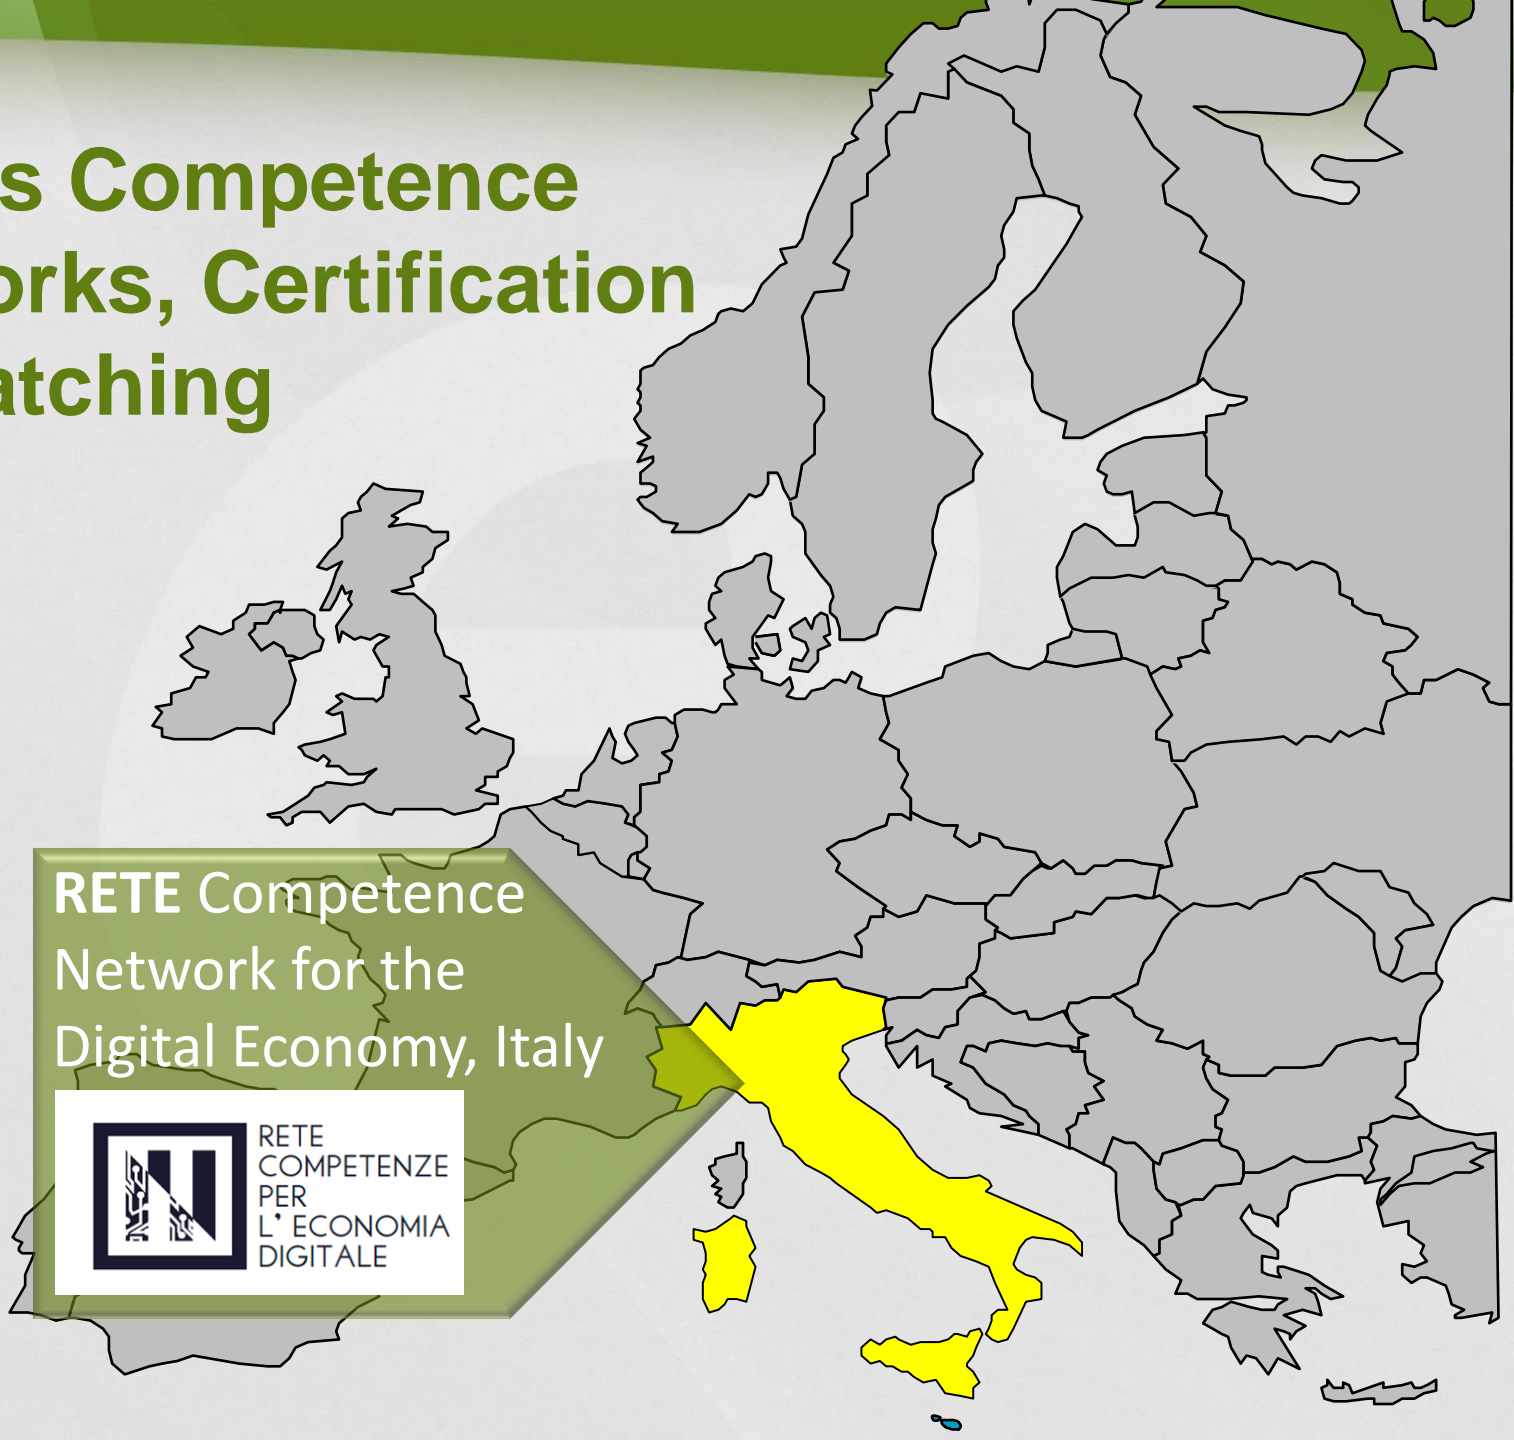 s Competence
orks, Certification
atching
RETE Competence
Network for the
Digital Economy, Italy
RETE
COMPETENZE
PER
L' ECONOMIA
DIGITALE